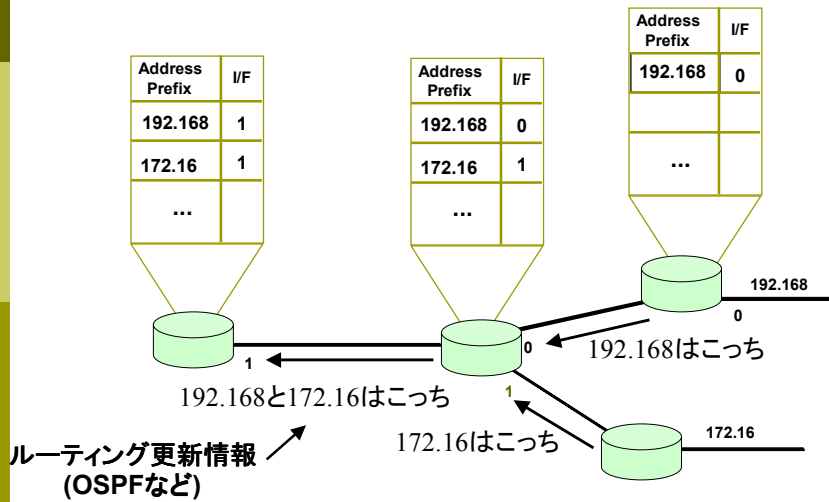 Address Prefix I/F
192.168 1
172.16 1
...
Address Prefix I/F
192.168 0
172.16 1
...
Address Prefix I/F
192.168 0
...
192.168
0
192.168はこっち
0
1
1
192.168と172.16はこっち
172.16はこっち
172.16
ルーティング更新情報
(OSPFなど)